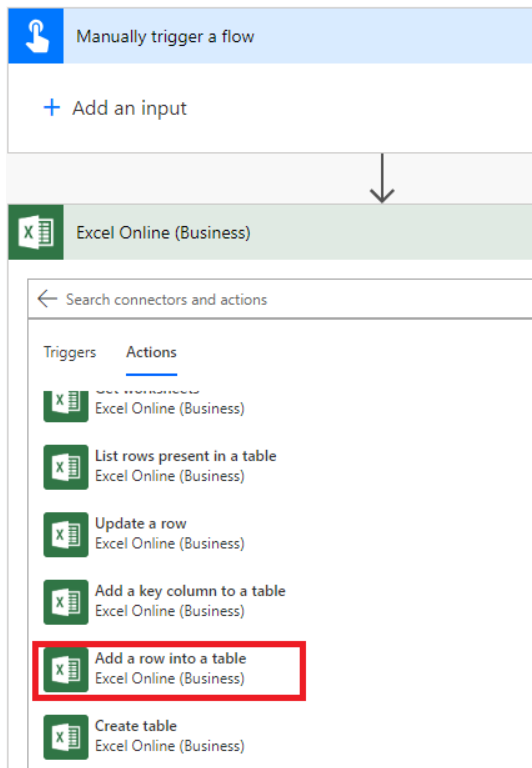 Manually trigger a flow
+ Add an input
Excel Online (Business)
Search connectors and actions
Triggers Actions
Get worksheets
Excel Online (Business)
List rows present in a table
Excel Online (Business)
Update a row
Excel Online (Business)
Add a key column to a table
Excel Online (Business)
Add a row into a table
Excel Online (Business)
Create table
Excel Online (Business)